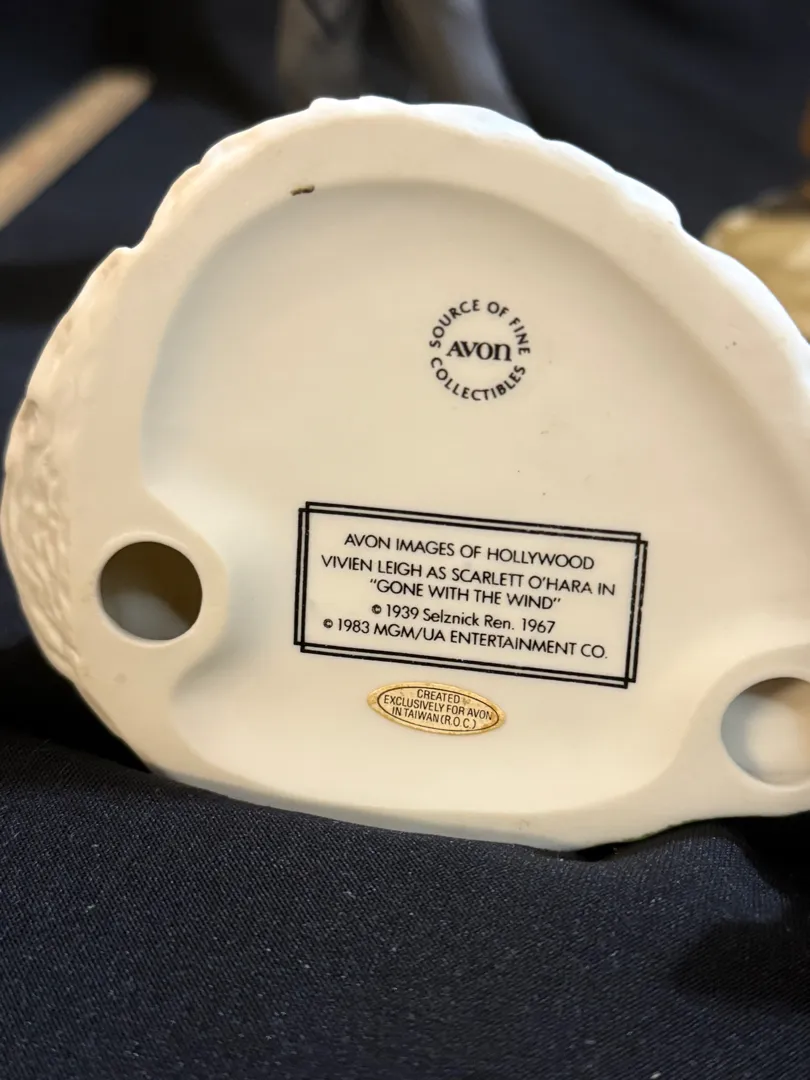 SOURCE OF FINE
AVON
COLLECTIBLES
AVON IMAGES OF HOLLYWOOD
VIVIEN LEIGH AS SCARLETT O'HARA IN
"GONE WITH THE WIND"
© 1939 Selznick Ren. 1967
© 1983 MGM/UA ENTERTAINMENT CO.
CREATED
EXCLUSIVELY FOR AVON
IN TAIWAN (R.O.C.)